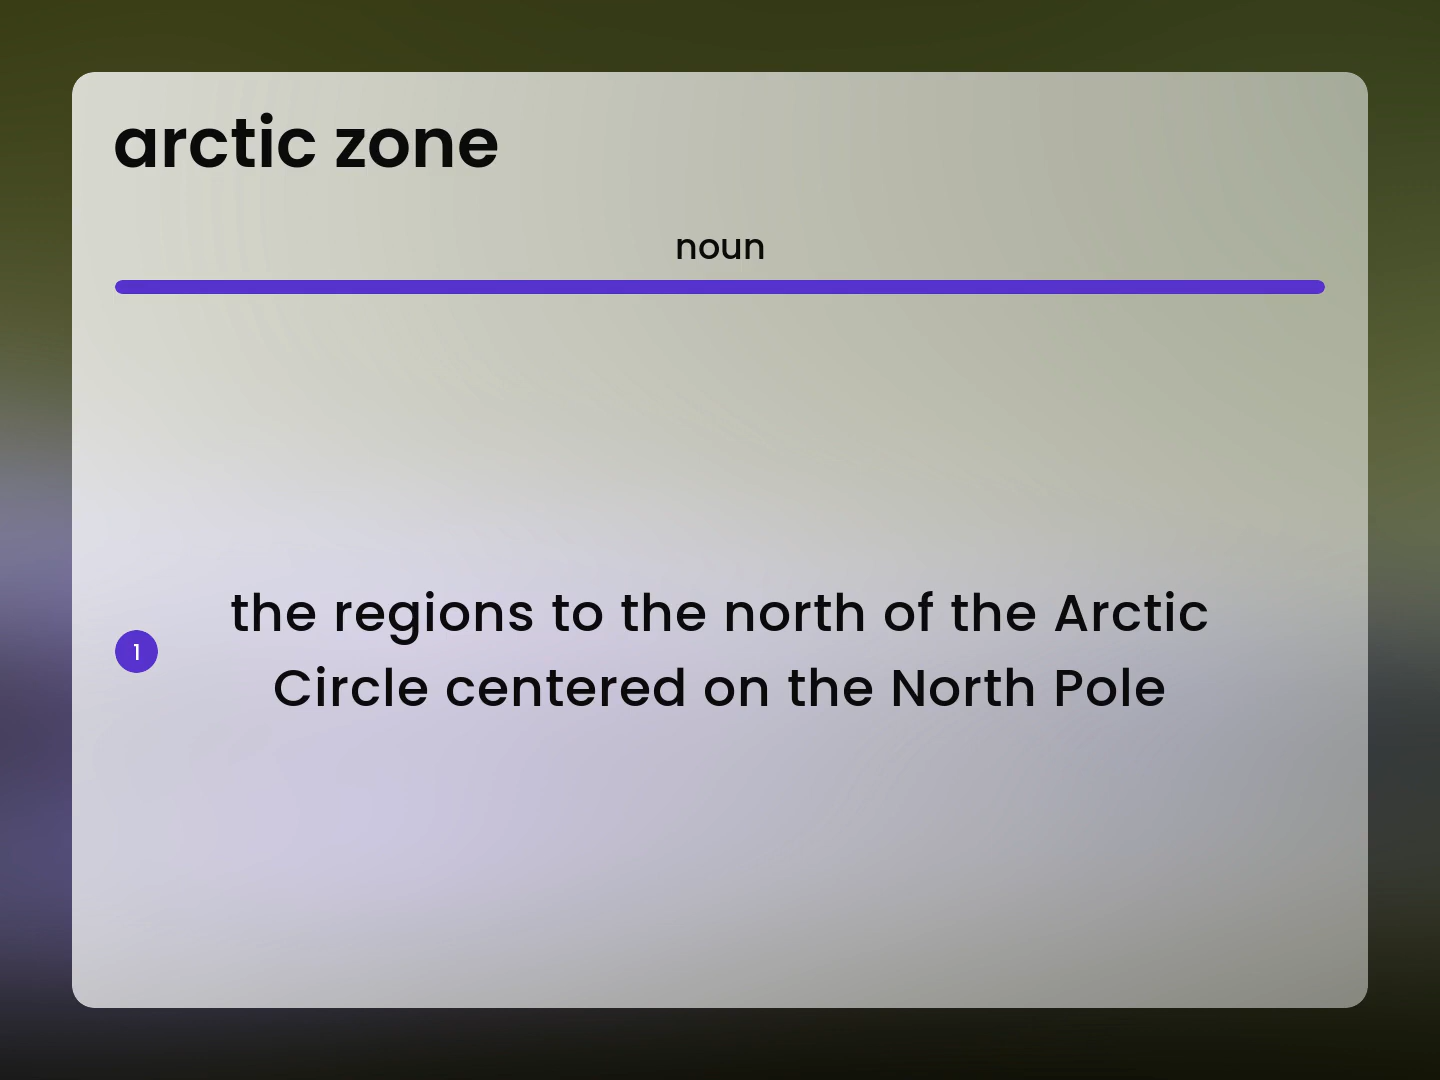 arctic zone
noun
the regions to the north of the Arctic
1
Circle centered on the North Pole